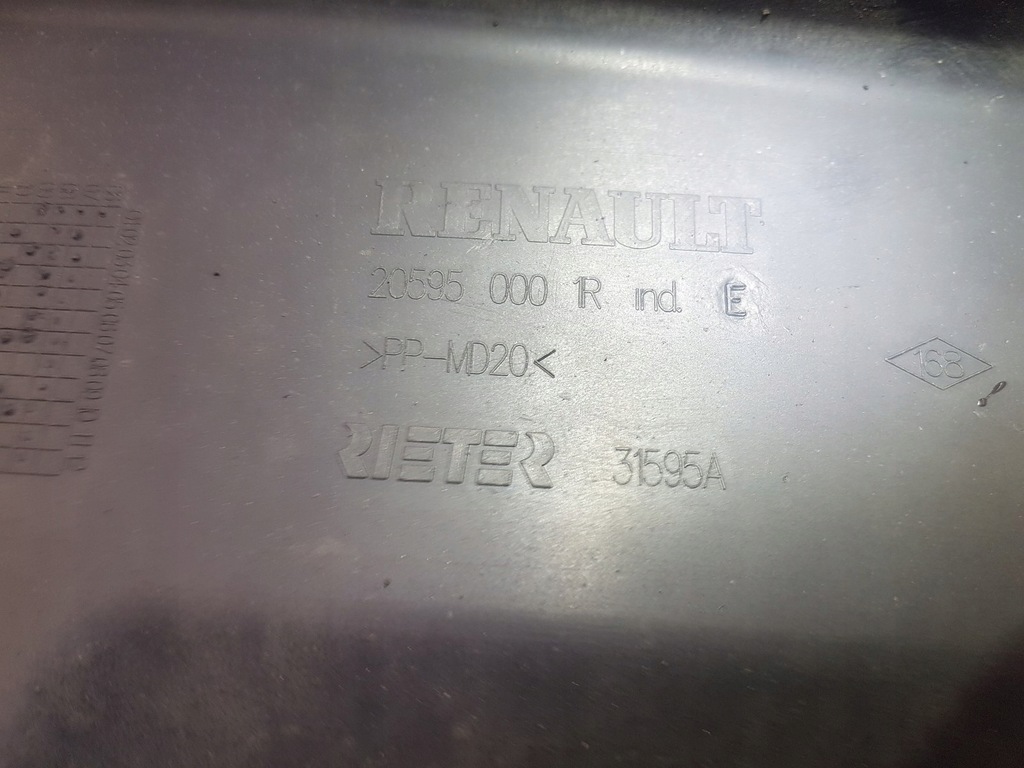 RENAULT
20595 000 1R ind. E
>PP-MD20<
168
RIETER 31595A